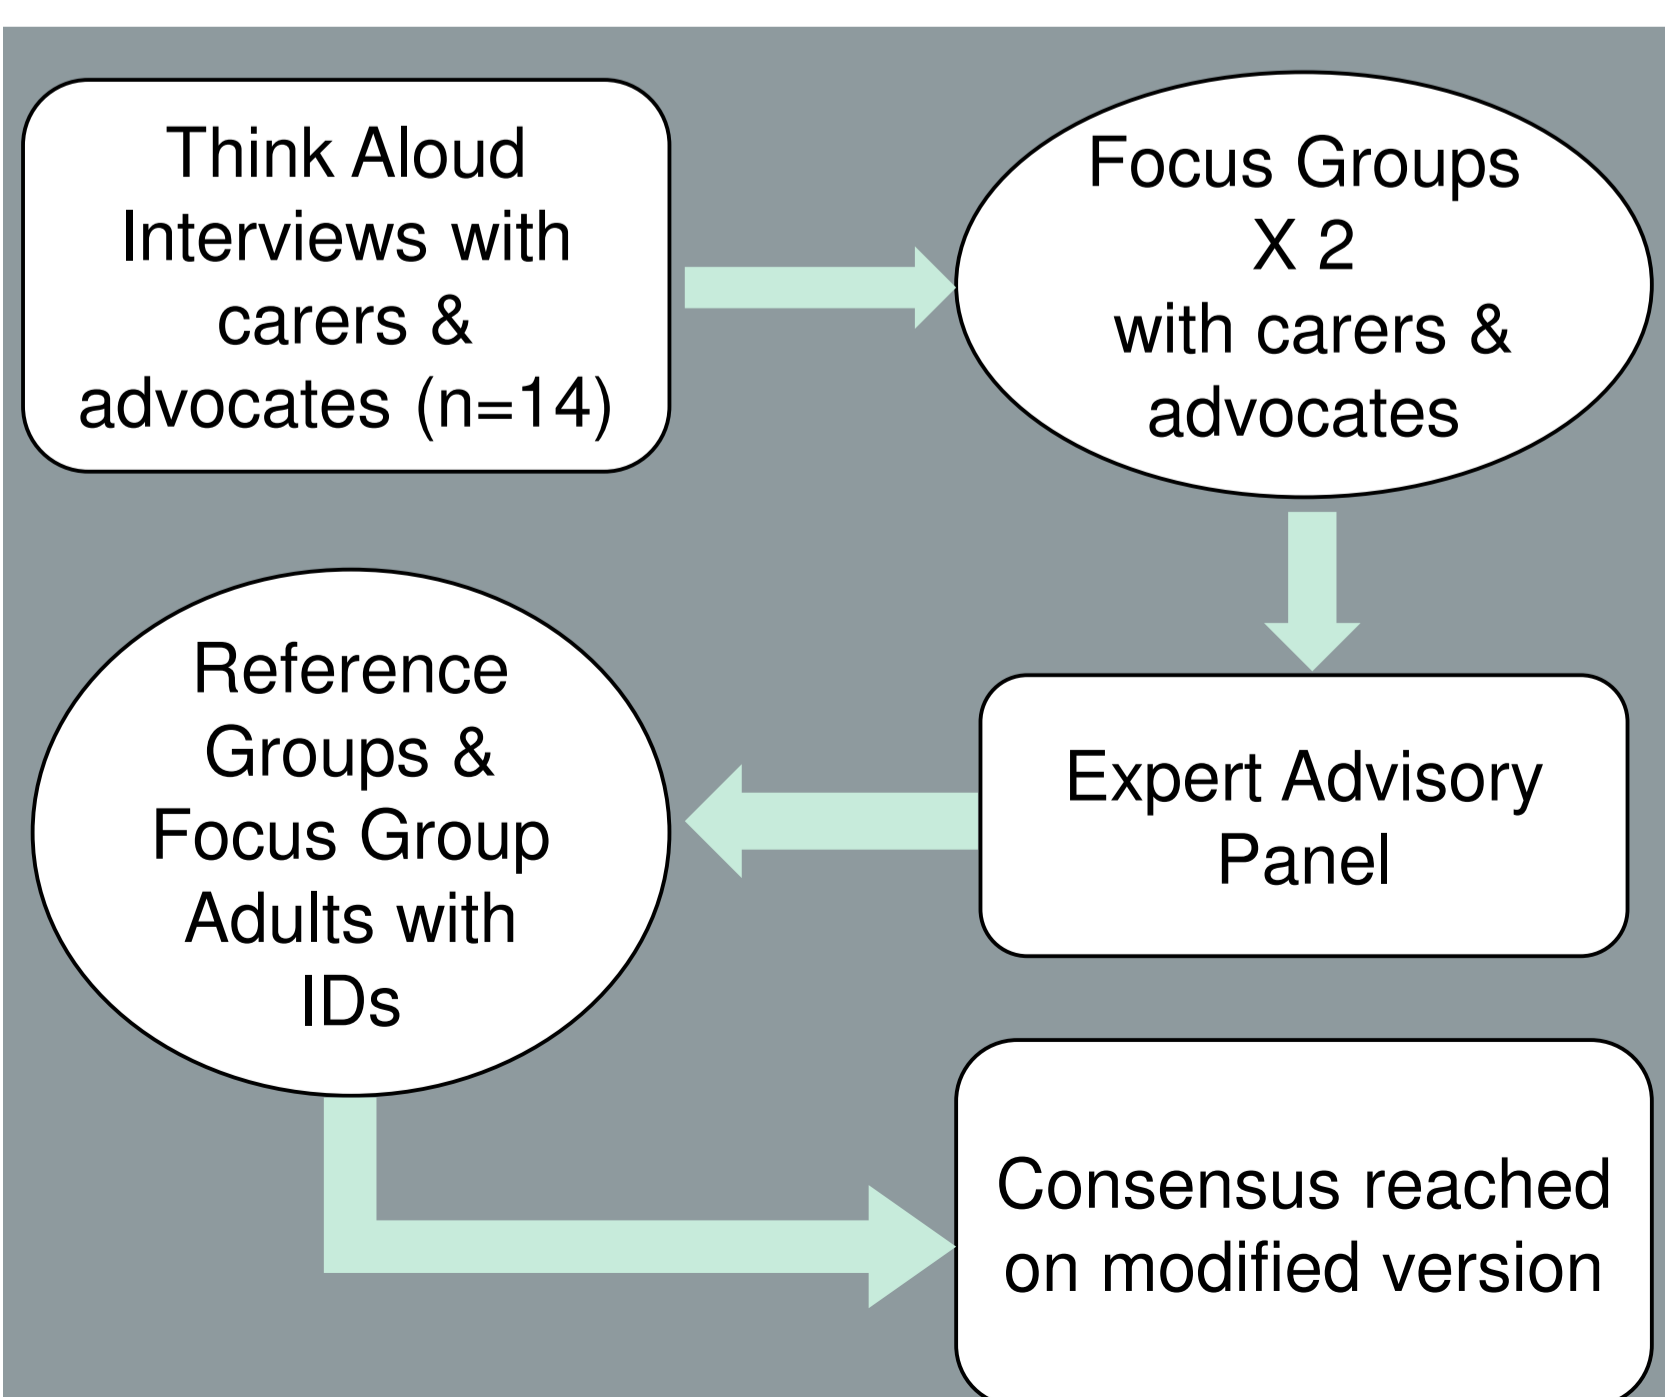 Think Aloud
Interviews with
carers &
advocates (n=14)
Focus Groups
X 2
with carers &
advocates
Expert Advisory
Panel
Reference
Groups &
Focus Group
Adults with
IDs
Consensus reached
on modified version